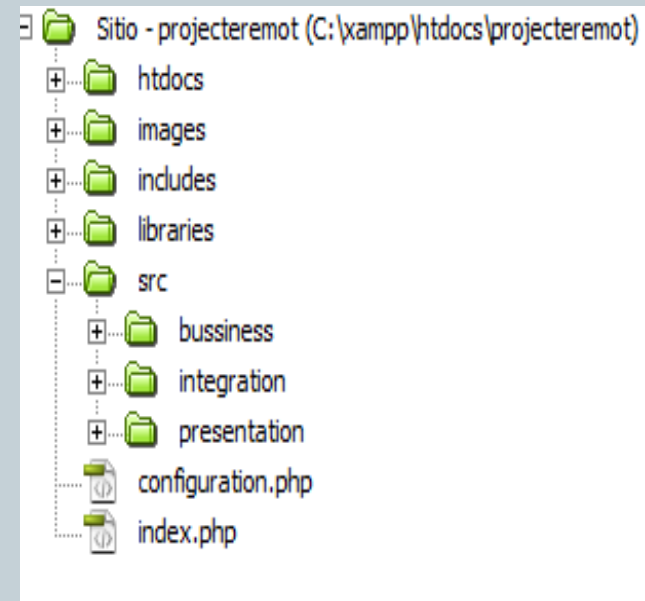 Sitio - projecteremot (C:\xampp\htdocs\projecteremot)
htdocs
images
includes
libraries
src
bussiness
integration
presentation
configuration.php
index.php